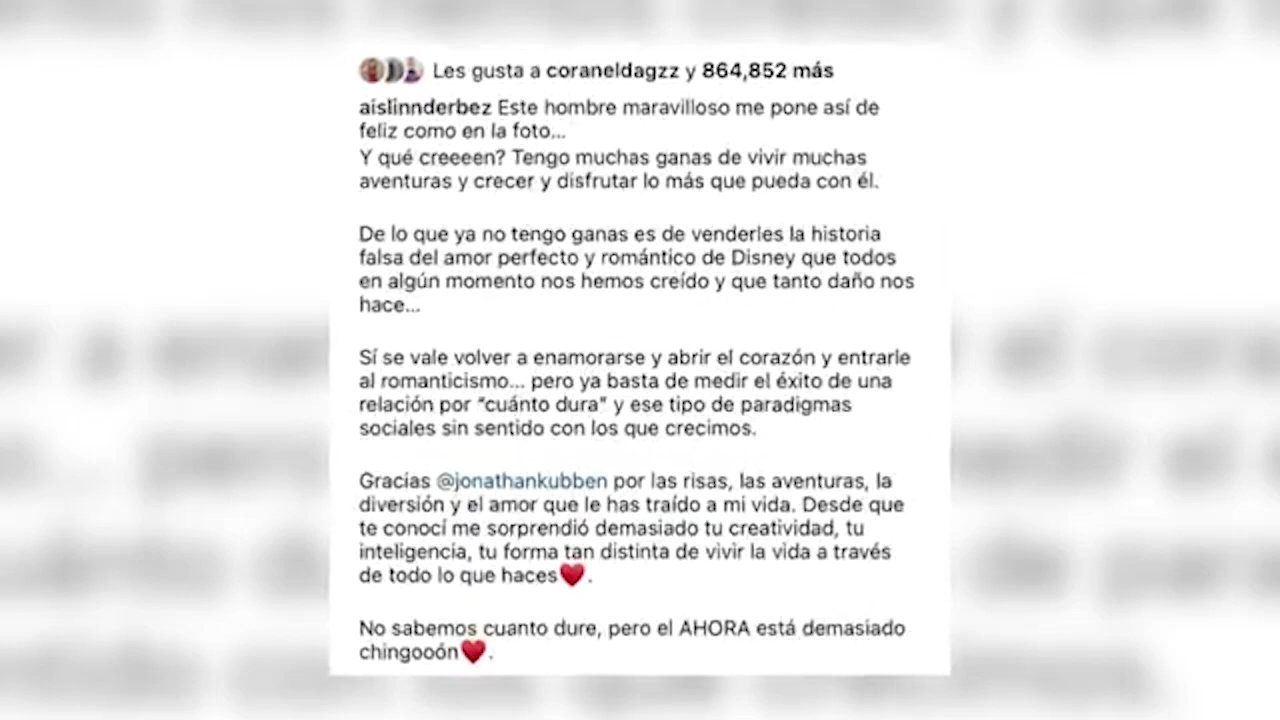 Les gusta a coraneldagzz y 864,852 más
aislinnderbez Este hombre maravilloso me pone así de
feliz como en la foto...
Y qué creeeen? Tengo muchas ganas de vivir muchas
aventuras y crecer y disfrutar lo más que pueda con él.
De lo que ya no tengo ganas es de venderles la historia
falsa del amor perfecto y romántico de Disney que todos
en algún momento nos hemos creído y que tanto daño nos
hace...
Sí se vale volver a enamorarse y abrir el corazón y entrarle
al romanticismo... pero ya basta de medir el éxito de una
relación por "cuánto dura" y ese tipo de paradigmas
sociales sin sentido con los que crecimos.
Gracias @jonathankubben por las risas, las aventuras, la
diversión y el amor que le has traído a mi vida. Desde que
te conocí me sorprendió demasiado tu creatividad, tu
inteligencia, tu forma tan distinta de vivir la vida a través
de todo lo que haces♥️.
No sabemos cuanto dure, pero el AHORA está demasiado
chingooón♥️.